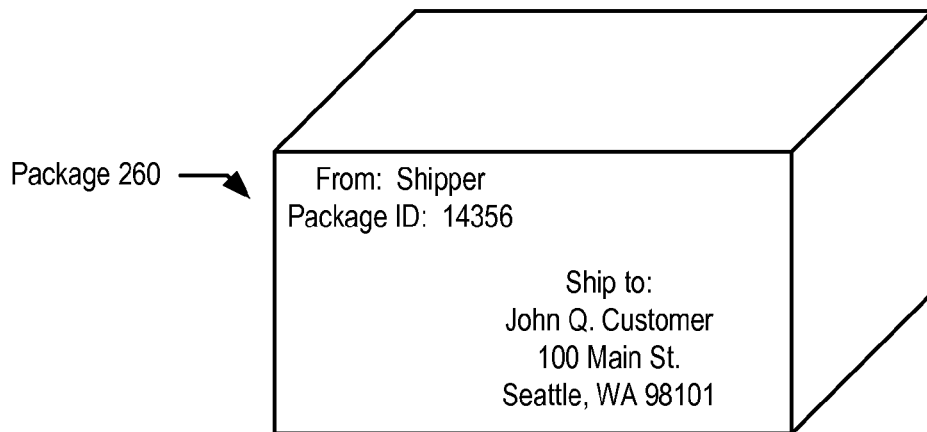 Package 260
From: Shipper
Package ID: 14356
Ship to:
John Q. Customer
100 Main St.
Seattle, WA 98101